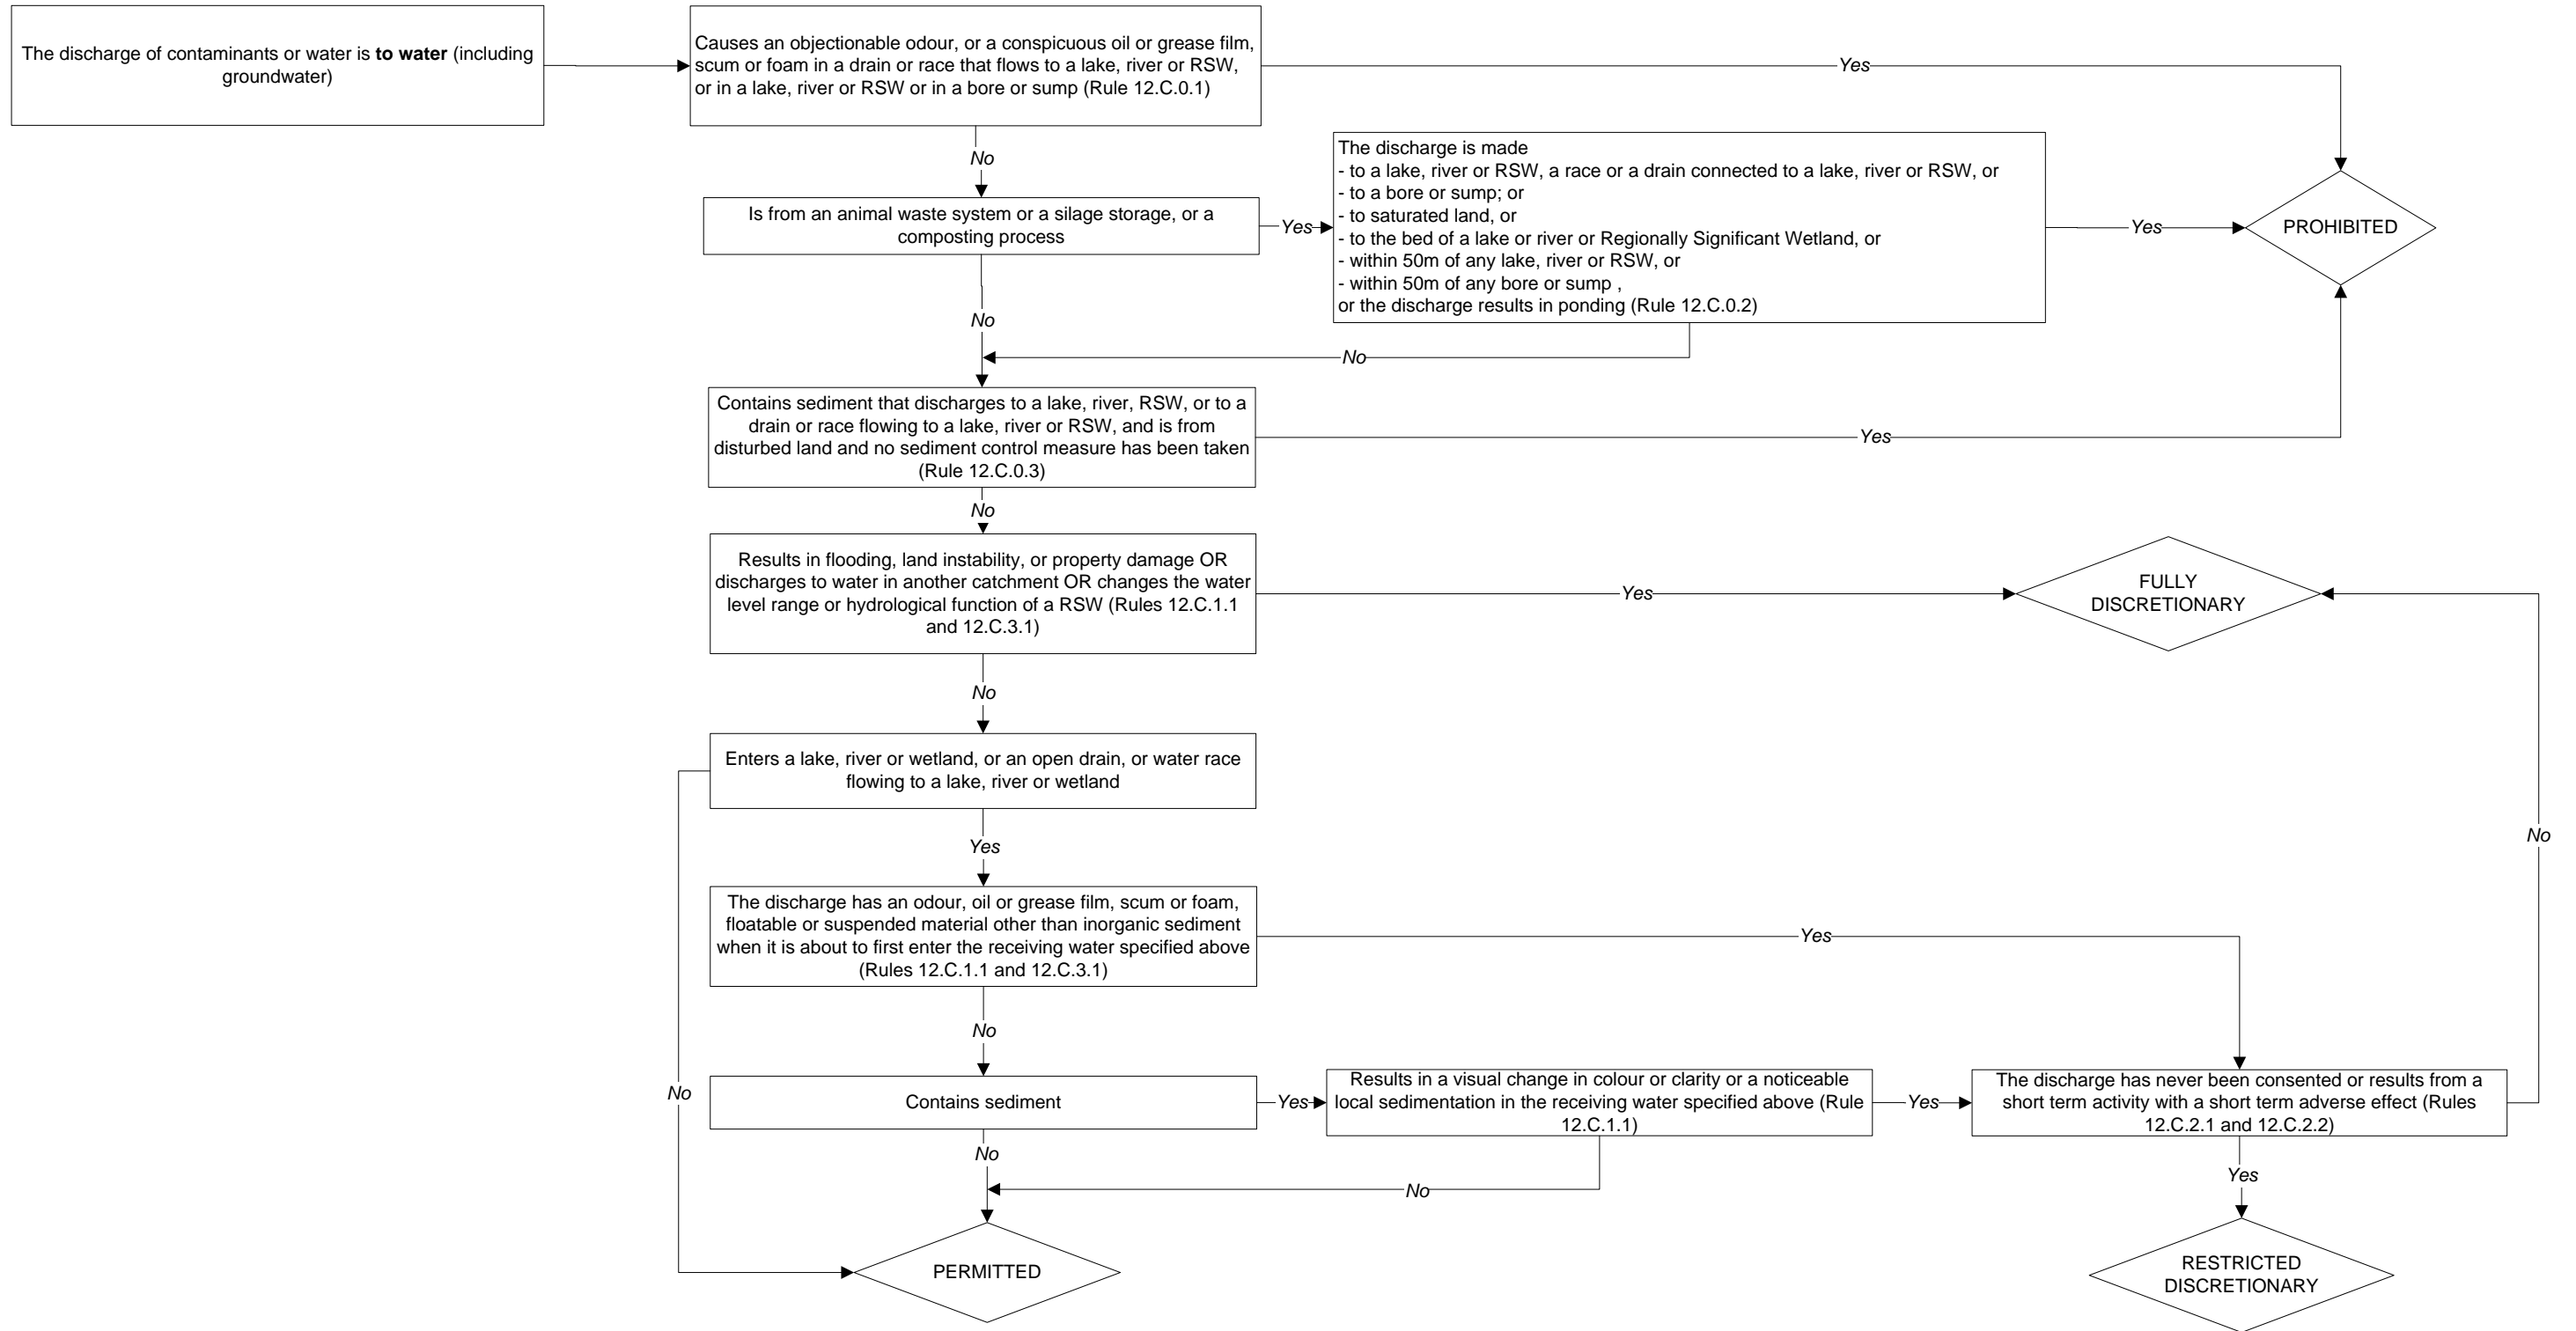 The discharge of contaminants or water is to water (including
groundwater)
Causes an objectionable odour, or a conspicuous oil or grease film,
scum or foam in a drain or race that flows to a lake, river or RSW,
or in a lake, river or RSW or in a bore or sump (Rule 12.C.0.1)
Yes
No
Is from an animal waste system or a silage storage, or a
composting process
Yes
The discharge is made
- to a lake, river or RSW, a race or a drain connected to a lake, river or RSW, or
- to a bore or sump; or
- to saturated land, or
- to the bed of a lake or river or Regionally Significant Wetland, or
- within 50m of any lake, river or RSW, or
- within 50m of any bore or sump ,
or the discharge results in ponding (Rule 12.C.0.2)
Yes
PROHIBITED
No
No
Contains sediment that discharges to a lake, river, RSW, or to a
drain or race flowing to a lake, river or RSW, and is from
disturbed land and no sediment control measure has been taken
(Rule 12.C.0.3)
Yes
No
Results in flooding, land instability, or property damage OR
discharges to water in another catchment OR changes the water
level range or hydrological function of a RSW (Rules 12.C.1.1
and 12.C.3.1)
Yes
FULLY
DISCRETIONARY
No
Enters a lake, river or wetland, or an open drain, or water race
flowing to a lake, river or wetland
Yes
No
The discharge has an odour, oil or grease film, scum or foam,
floatable or suspended material other than inorganic sediment
when it is about to first enter the receiving water specified above
(Rules 12.C.1.1 and 12.C.3.1)
Yes
No
No
Contains sediment
Yes
Results in a visual change in colour or clarity or a noticeable
local sedimentation in the receiving water specified above (Rule
12.C.1.1)
Yes
The discharge has never been consented or results from a
short term activity with a short term adverse effect (Rules
12.C.2.1 and 12.C.2.2)
No
No
Yes
PERMITTED
RESTRICTED
DISCRETIONARY